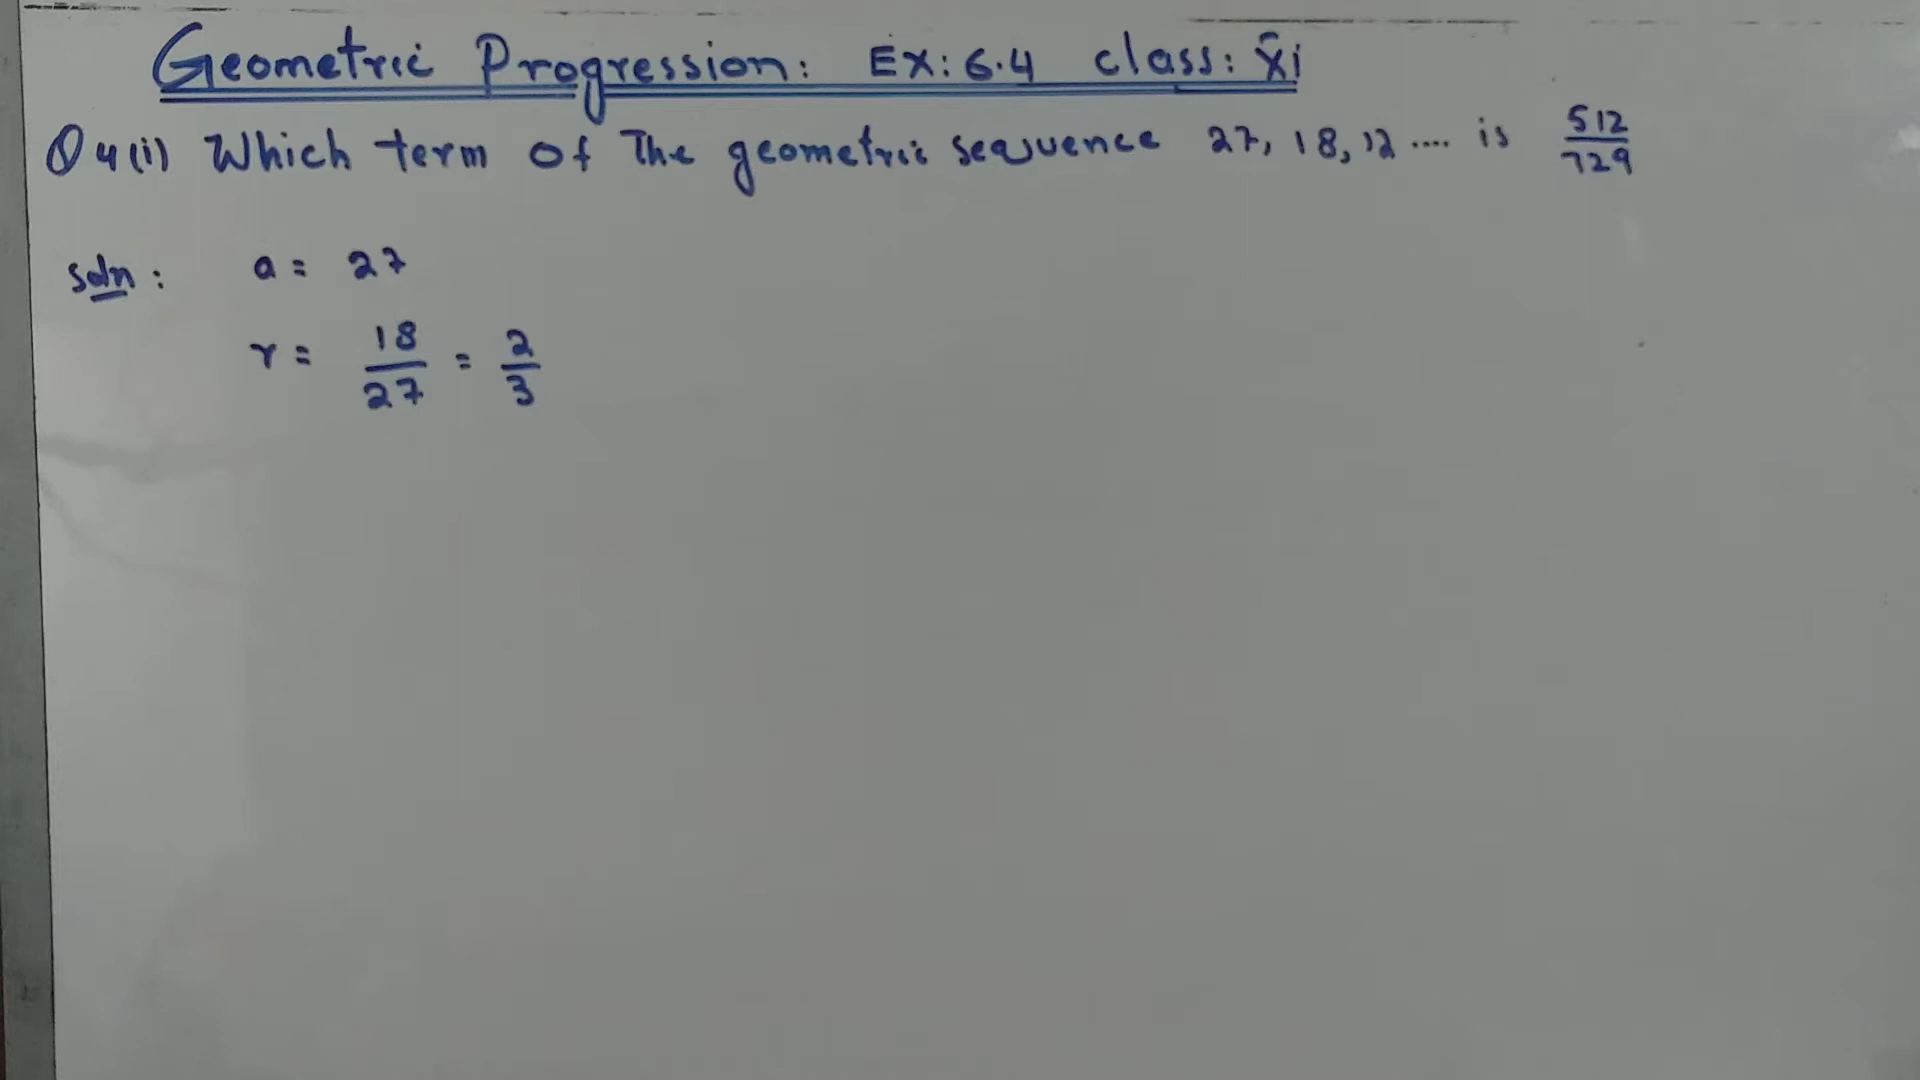 Geometric Progression: Ex: 6.4 class: XI
Q4(i) Which term of The geometric sequence 27, 18, 12 .... is 512/729
Soln: a = 27
r = 18/27 = 2/3